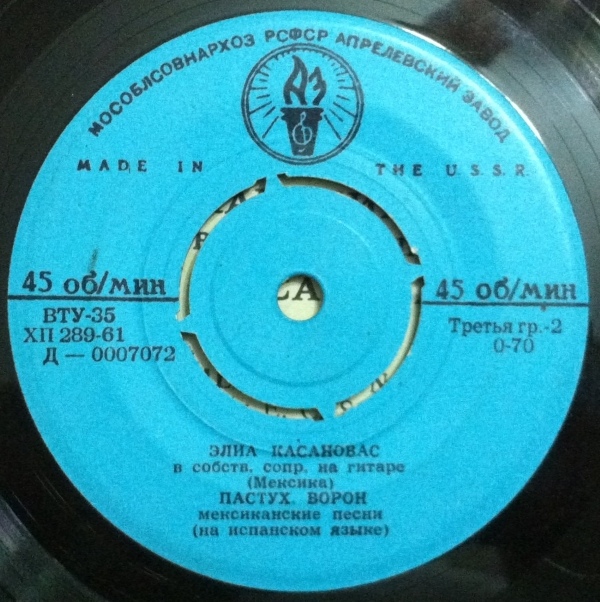 МОСОБЛСОВНАРХОЗ РСФСР АПРЕЛЕВСКИЙ ЗАВОД
АЗ
MADE IN THE U.S.S.R.
45 об/мин 45 об/мин
ВТУ-35
ХП 289-61
Д — 0007072
Третья гр.-2
0-70
ЭЛИА КАСАНОВАС
в собств. сопр. на гитаре
(Мексика)
ПАСТУХ. ВОРОН
мексиканские песни
(на испанском языке)